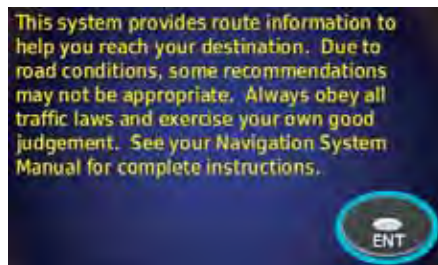 This system provides route information to
help you reach your destination.  Due to
road conditions, some recommendations
may not be appropriate.  Always obey all
traffic laws and exercise your own good
judgement.  See your Navigation System
Manual for complete instructions.
ENT